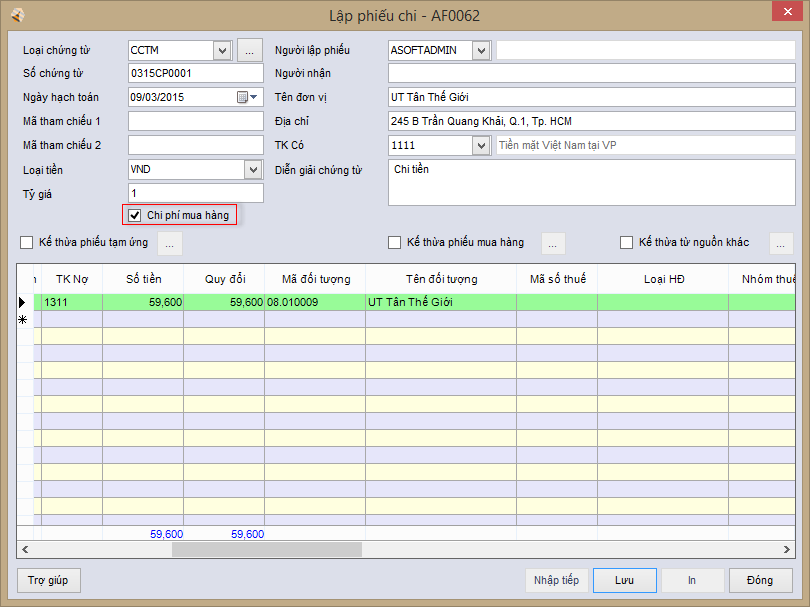 Lập phiếu chi - AF0062
Loại chứng từ CCTM ... Người lập phiếu ASOFTADMIN
Số chứng từ 0315CP0001 Người nhận
Ngày hạch toán 09/03/2015 Tên đơn vị UT Tân Thế Giới
Mã tham chiếu 1 Địa chỉ 245 B Trần Quang Khải, Q.1, Tp. HCM
Mã tham chiếu 2 TK Có 1111 Tiền mặt Việt Nam tại VP
Loại tiền VND Diễn giải chứng từ Chi tiền
Tỷ giá 1
Chi phí mua hàng
Kế thừa phiếu tạm ứng ... Kế thừa phiếu mua hàng ... Kế thừa từ nguồn khác ...
TK Nợ Số tiền Quy đổi Mã đối tượng Tên đối tượng Mã số thuế Loại HĐ Nhóm thuế
1311 59,600 59,600 08.010009 UT Tân Thế Giới
59,600 59,600
Trợ giúp Nhập tiếp Lưu In Đóng